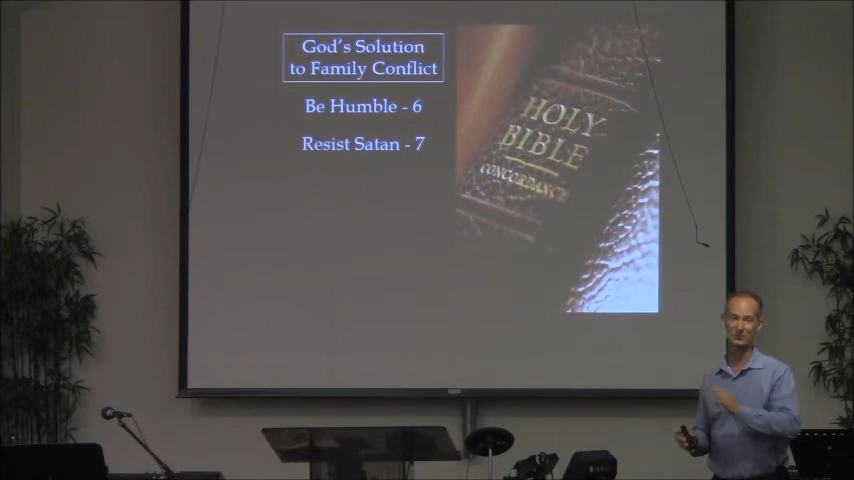 God's Solution
to Family Conflict
Be Humble - 6
Resist Satan - 7
HOLY
BIBLE
CONCORDANCE